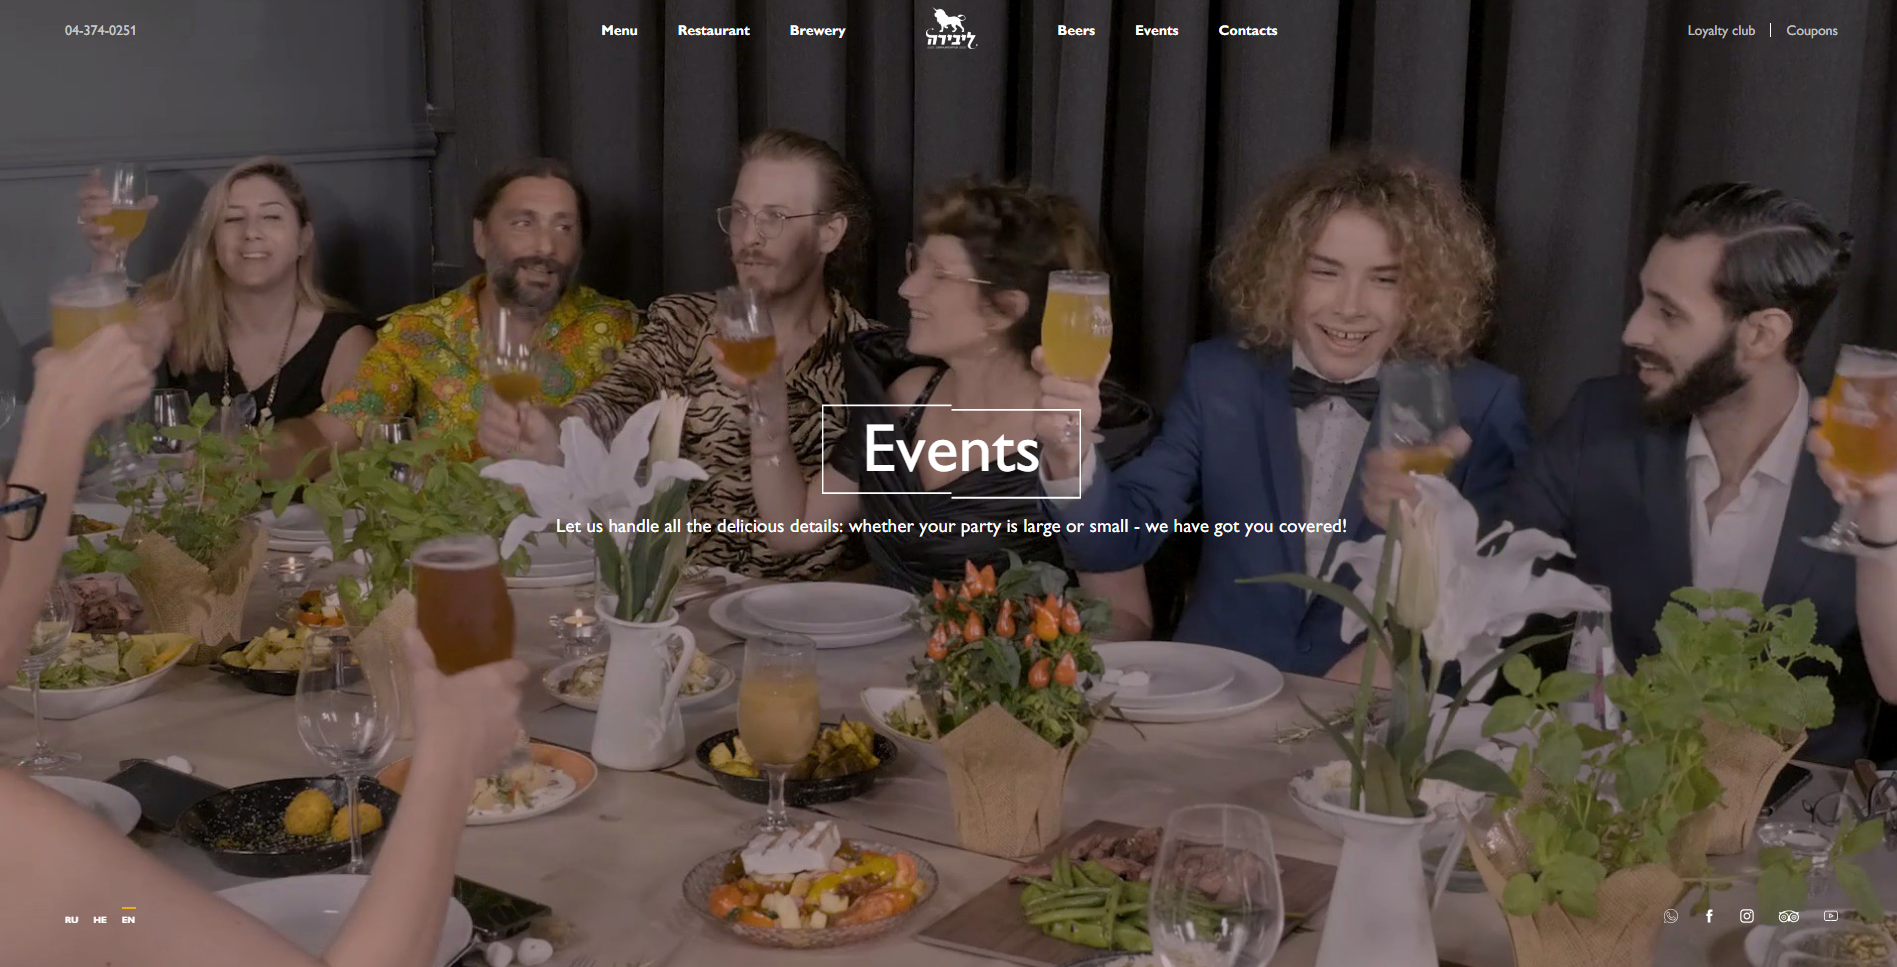 04-374-0251
Menu Restaurant Brewery
ליבירה
Beers Events Contacts
Loyalty club Coupons
Events
Let us handle all the delicious details: whether your party is large or small - we have got you covered!
RU HE EN